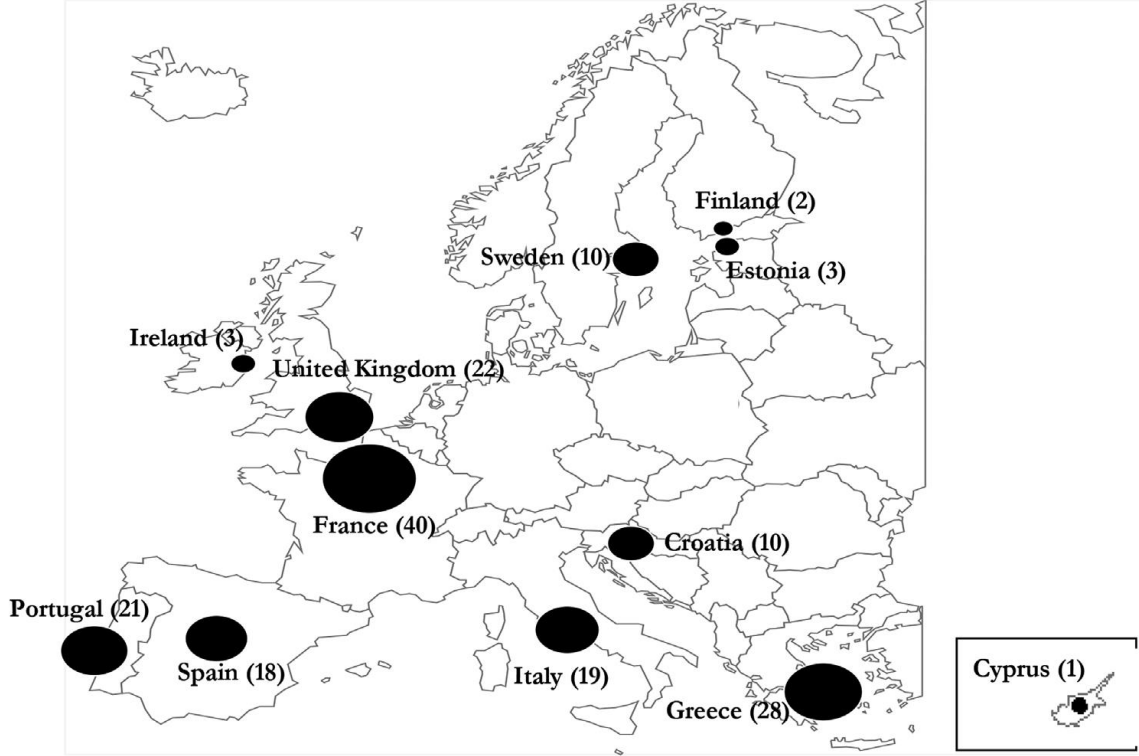 Finland (2)
Sweden (10)
Estonia (3)
Ireland (3)
United Kingdom (22)
France (40)
Croatia (10)
Portugal (21)
Spain (18)
Italy (19)
Greece (28)
Cyprus (1)